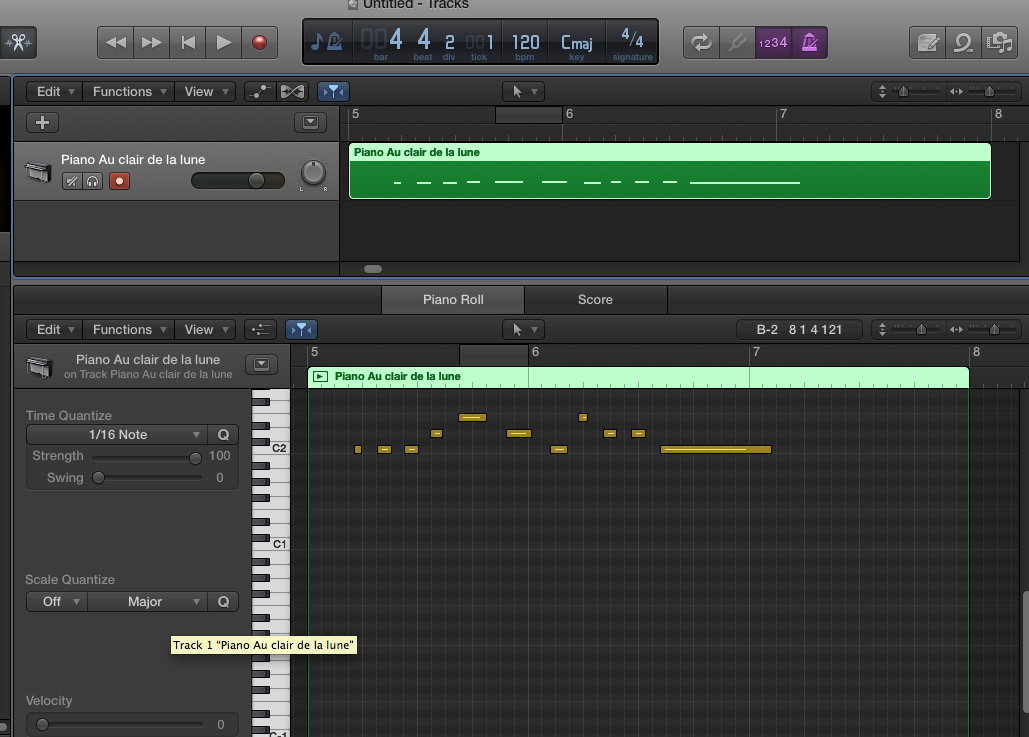 Untitled - Tracks
004 4 2 001 120 Cmaj 4/4
bar beat div tick bpm key signature
1234
Edit Functions View
5 6 7 8
Piano Au clair de la lune
Piano Au clair de la lune
L R
Piano Roll Score
Edit Functions View B-2 8 1 4 121
Piano Au clair de la lune
on Track Piano Au clair de la lune
5 6 7 8
Piano Au clair de la lune
Time Quantize
1/16 Note Q
Strength 100
Swing 0
C2
C1
Scale Quantize
Off Major Q
Track 1 “Piano Au clair de la lune”
Velocity
0
C-1